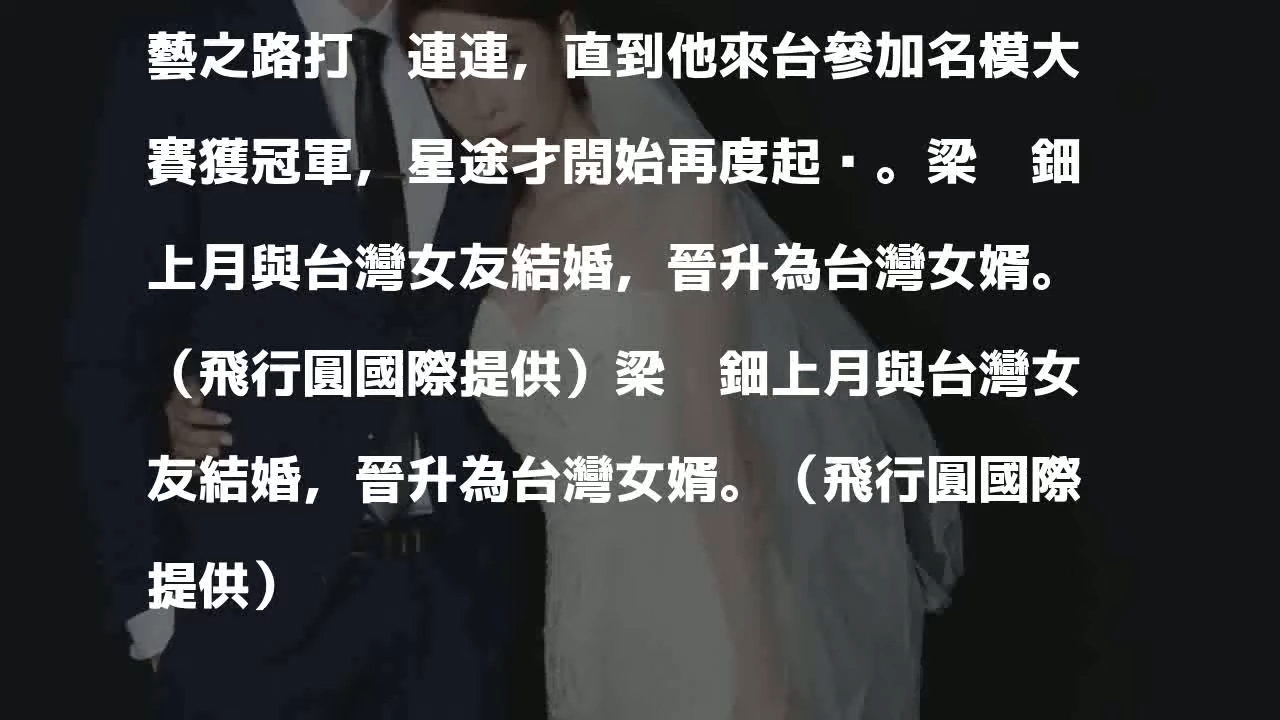 藝之路打　連連，直到他來台參加名模大
賽獲冠軍，星途才開始再度起·。梁　鈿
上月與台灣女友結婚，晉升為台灣女婿。
（飛行圓國際提供）梁　鈿上月與台灣女
友結婚，晉升為台灣女婿。（飛行圓國際
提供）